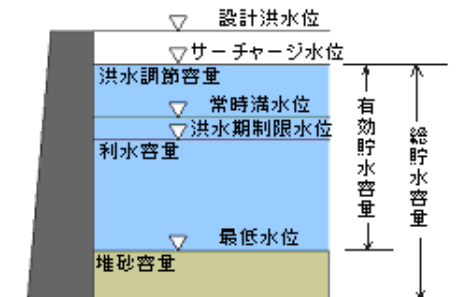 設計洪水位
サーチャージ水位
洪水調節容量
常時満水位
洪水期制限水位
利水容量
最低水位
堆砂容量
有効貯水容量
総貯水容量